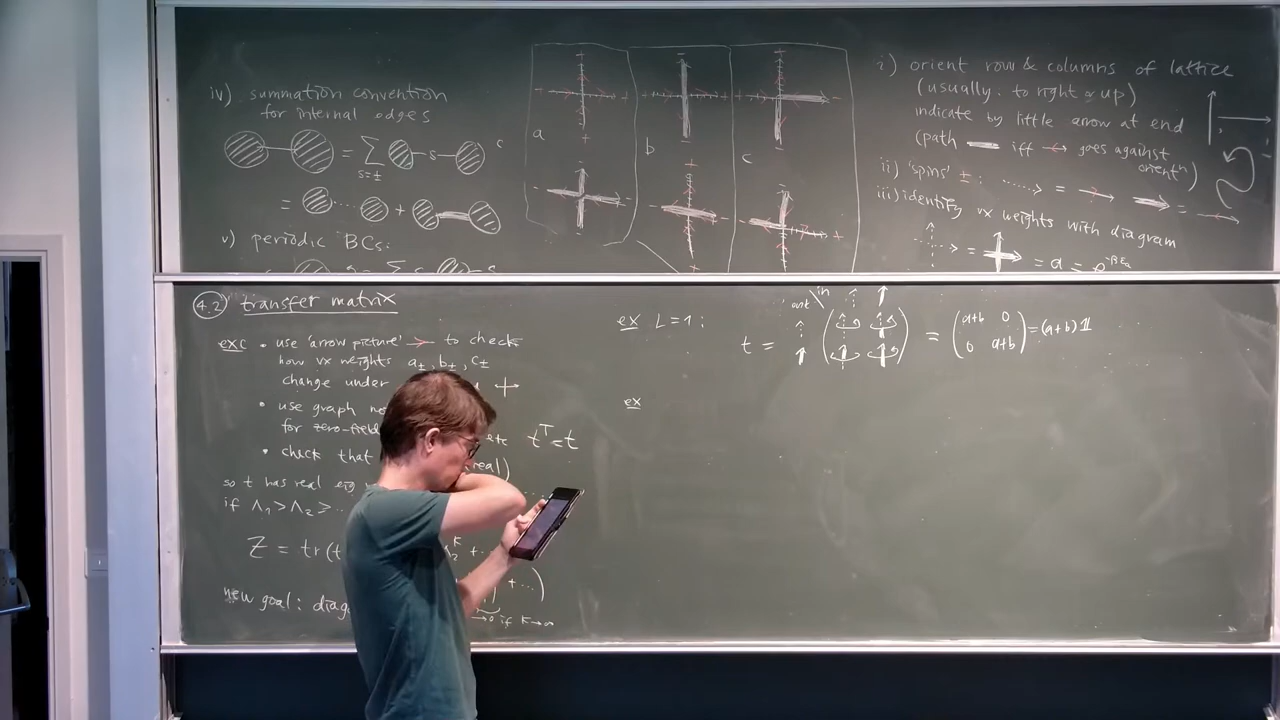 iv) summation convention
for internal edges
= Σ s=± s
= ····· +
v) periodic BCs:
a
b
c
i) orient row & columns of lattice
(usually: to right & up)
indicate by little arrow at end
(path iff goes against
orientⁿ)
ii) 'spins' ±:
iii) identify vx weights with diagram
= a = e^{-βε_a}
4.2 transfer matrix
exc • use 'arrow picture' to check
how vx weights a±, b±, c±
change under
• use graph
for zero-field
tᵀ = t
• check that real)
so t has real
if Λ₁ > Λ₂ > ..
Z = tr(t
+ ...)
new goal:
→0 if K→∞
ex L=1:
out \ in
t = = ( a+b 0
0 a+b ) = (a+b) 𝟙
ex